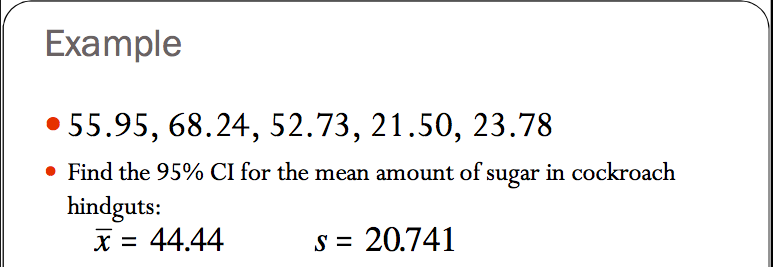 Example
• 55.95, 68.24, 52.73, 21.50, 23.78
• Find the 95% CI for the mean amount of sugar in cockroach
hindguts:
x̅ = 44.44 s = 20.741